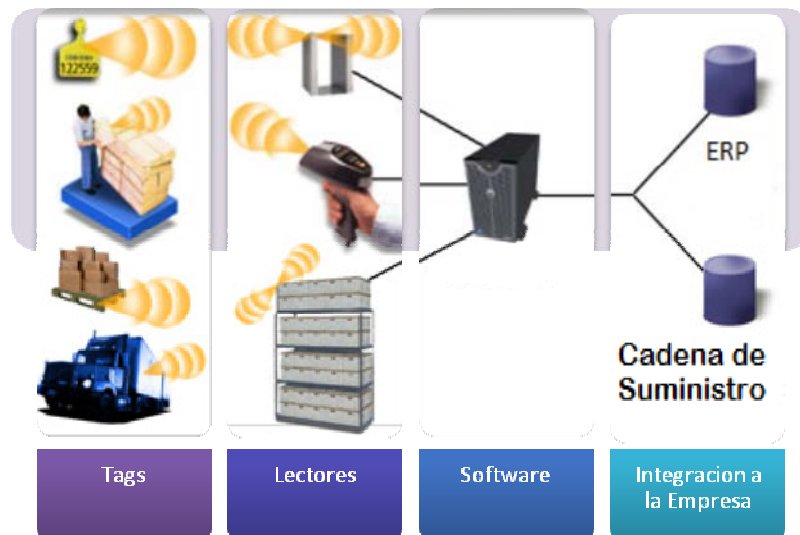 122559
ERP
Cadena de
Suministro
Tags
Lectores
Software
Integracion a
la Empresa